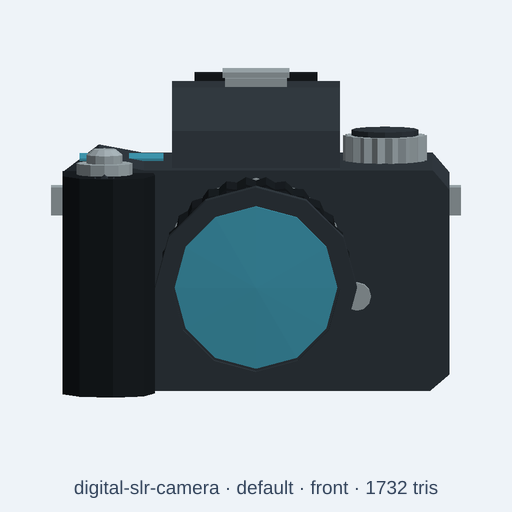 digital-slr-camera · default · front · 1732 tris